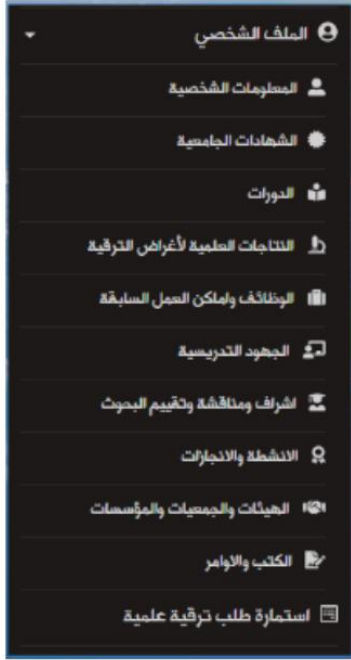 الملف الشخصي
المعلومات الشخصية
الشهادات الجامعية
الدورات
النتاجات العلمية لأغراض الترقية
الوظائف واماكن العمل السابقة
الجهود التدريسية
اشراف ومناقشة وتقييم البحوث
الانشطة والانجازات
الهيئات والجمعيات والمؤسسات
الكتب والاوامر
استمارة طلب ترقية علمية